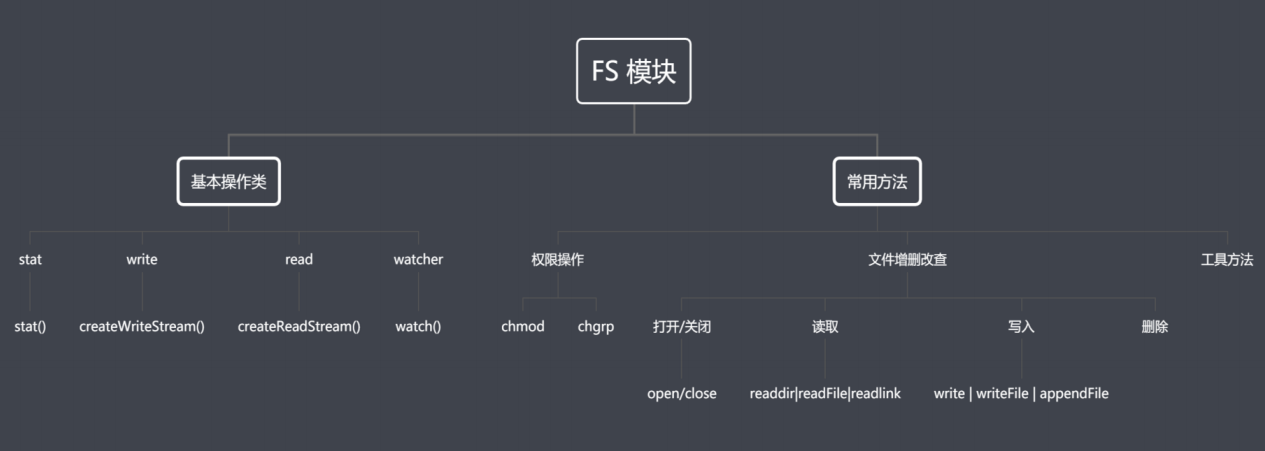 FS 模块
基本操作类
常用方法
stat
write
read
watcher
权限操作
文件增删改查
工具方法
stat()
createWriteStream()
createReadStream()
watch()
chmod
chgrp
打开/关闭
读取
写入
删除
open/close
readdir|readFile|readlink
write | writeFile | appendFile